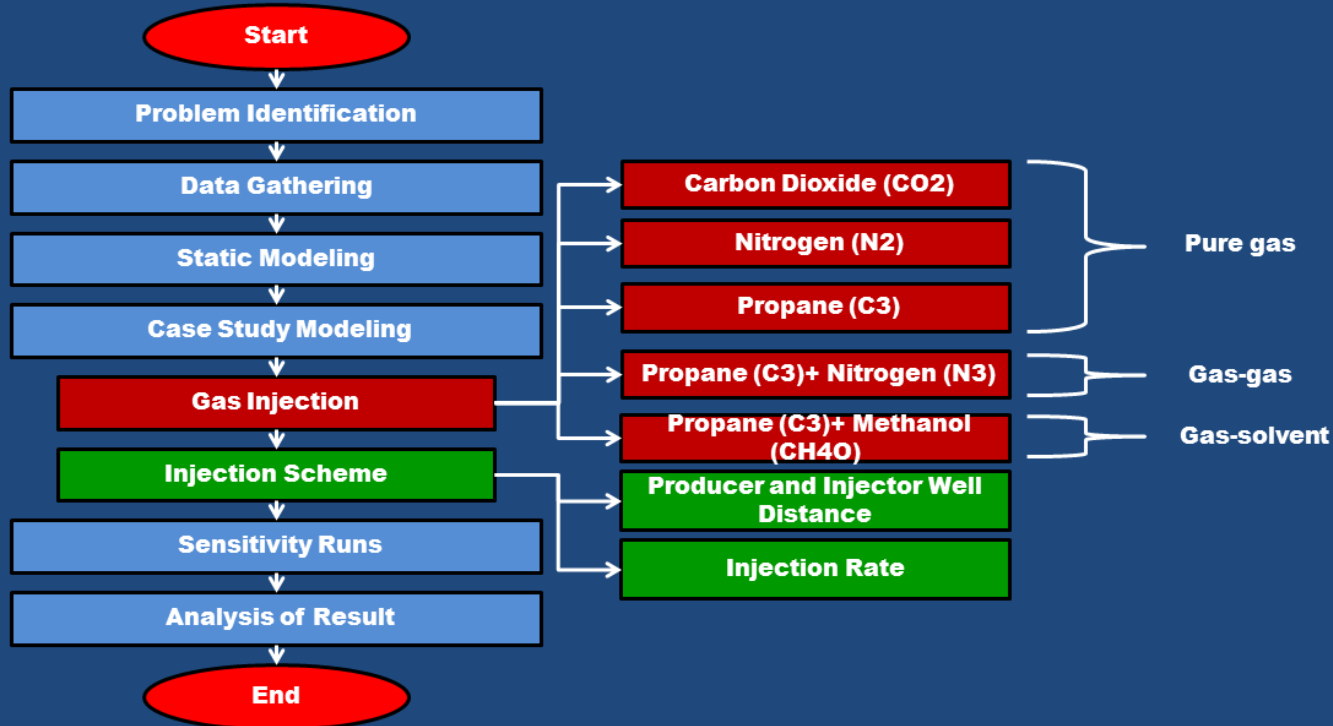 Start
Problem Identification
Data Gathering
Static Modeling
Case Study Modeling
Gas Injection
Injection Scheme
Sensitivity Runs
Analysis of Result
End
Carbon Dioxide (CO2)
Nitrogen (N2)
Propane (C3)
Propane (C3)+ Nitrogen (N3)
Propane (C3)+ Methanol
(CH4O)
Producer and Injector Well
Distance
Injection Rate
Pure gas
Gas-gas
Gas-solvent